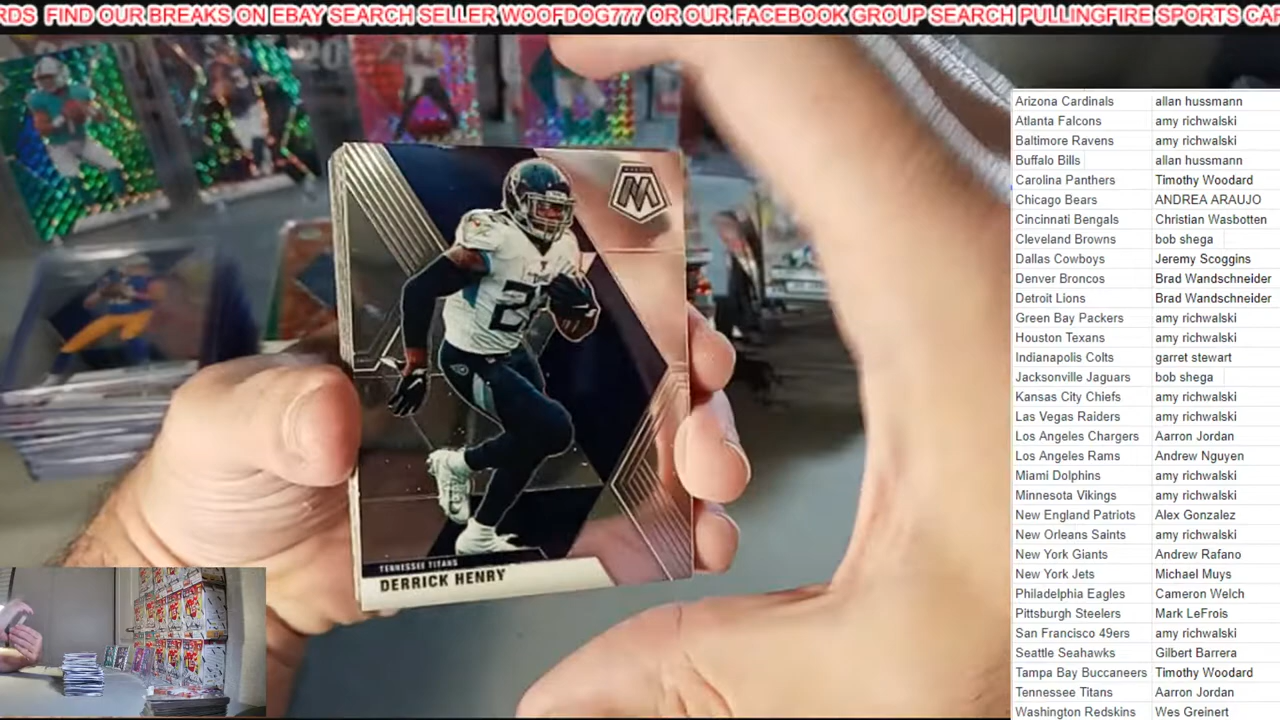 RDS FIND OUR BREAKS ON EBAY SEARCH SELLER WOOFDOG777 OR OUR FACEBOOK GROUP SEARCH PULLINGFIRE SPORTS CAR
M
TENNESSEE TITANS
DERRICK HENRY
Arizona Cardinals allan hussmann
Atlanta Falcons amy richwalski
Baltimore Ravens amy richwalski
Buffalo Bills allan hussmann
Carolina Panthers Timothy Woodard
Chicago Bears ANDREA ARAUJO
Cincinnati Bengals Christian Wasbotten
Cleveland Browns bob shega
Dallas Cowboys Jeremy Scoggins
Denver Broncos Brad Wandschneider
Detroit Lions Brad Wandschneider
Green Bay Packers amy richwalski
Houston Texans amy richwalski
Indianapolis Colts garret stewart
Jacksonville Jaguars bob shega
Kansas City Chiefs amy richwalski
Las Vegas Raiders amy richwalski
Los Angeles Chargers Aarron Jordan
Los Angeles Rams Andrew Nguyen
Miami Dolphins amy richwalski
Minnesota Vikings amy richwalski
New England Patriots Alex Gonzalez
New Orleans Saints amy richwalski
New York Giants Andrew Rafano
New York Jets Michael Muys
Philadelphia Eagles Cameron Welch
Pittsburgh Steelers Mark LeFrois
San Francisco 49ers amy richwalski
Seattle Seahawks Gilbert Barrera
Tampa Bay Buccaneers Timothy Woodard
Tennessee Titans Aarron Jordan
Washington Redskins Wes Greinert